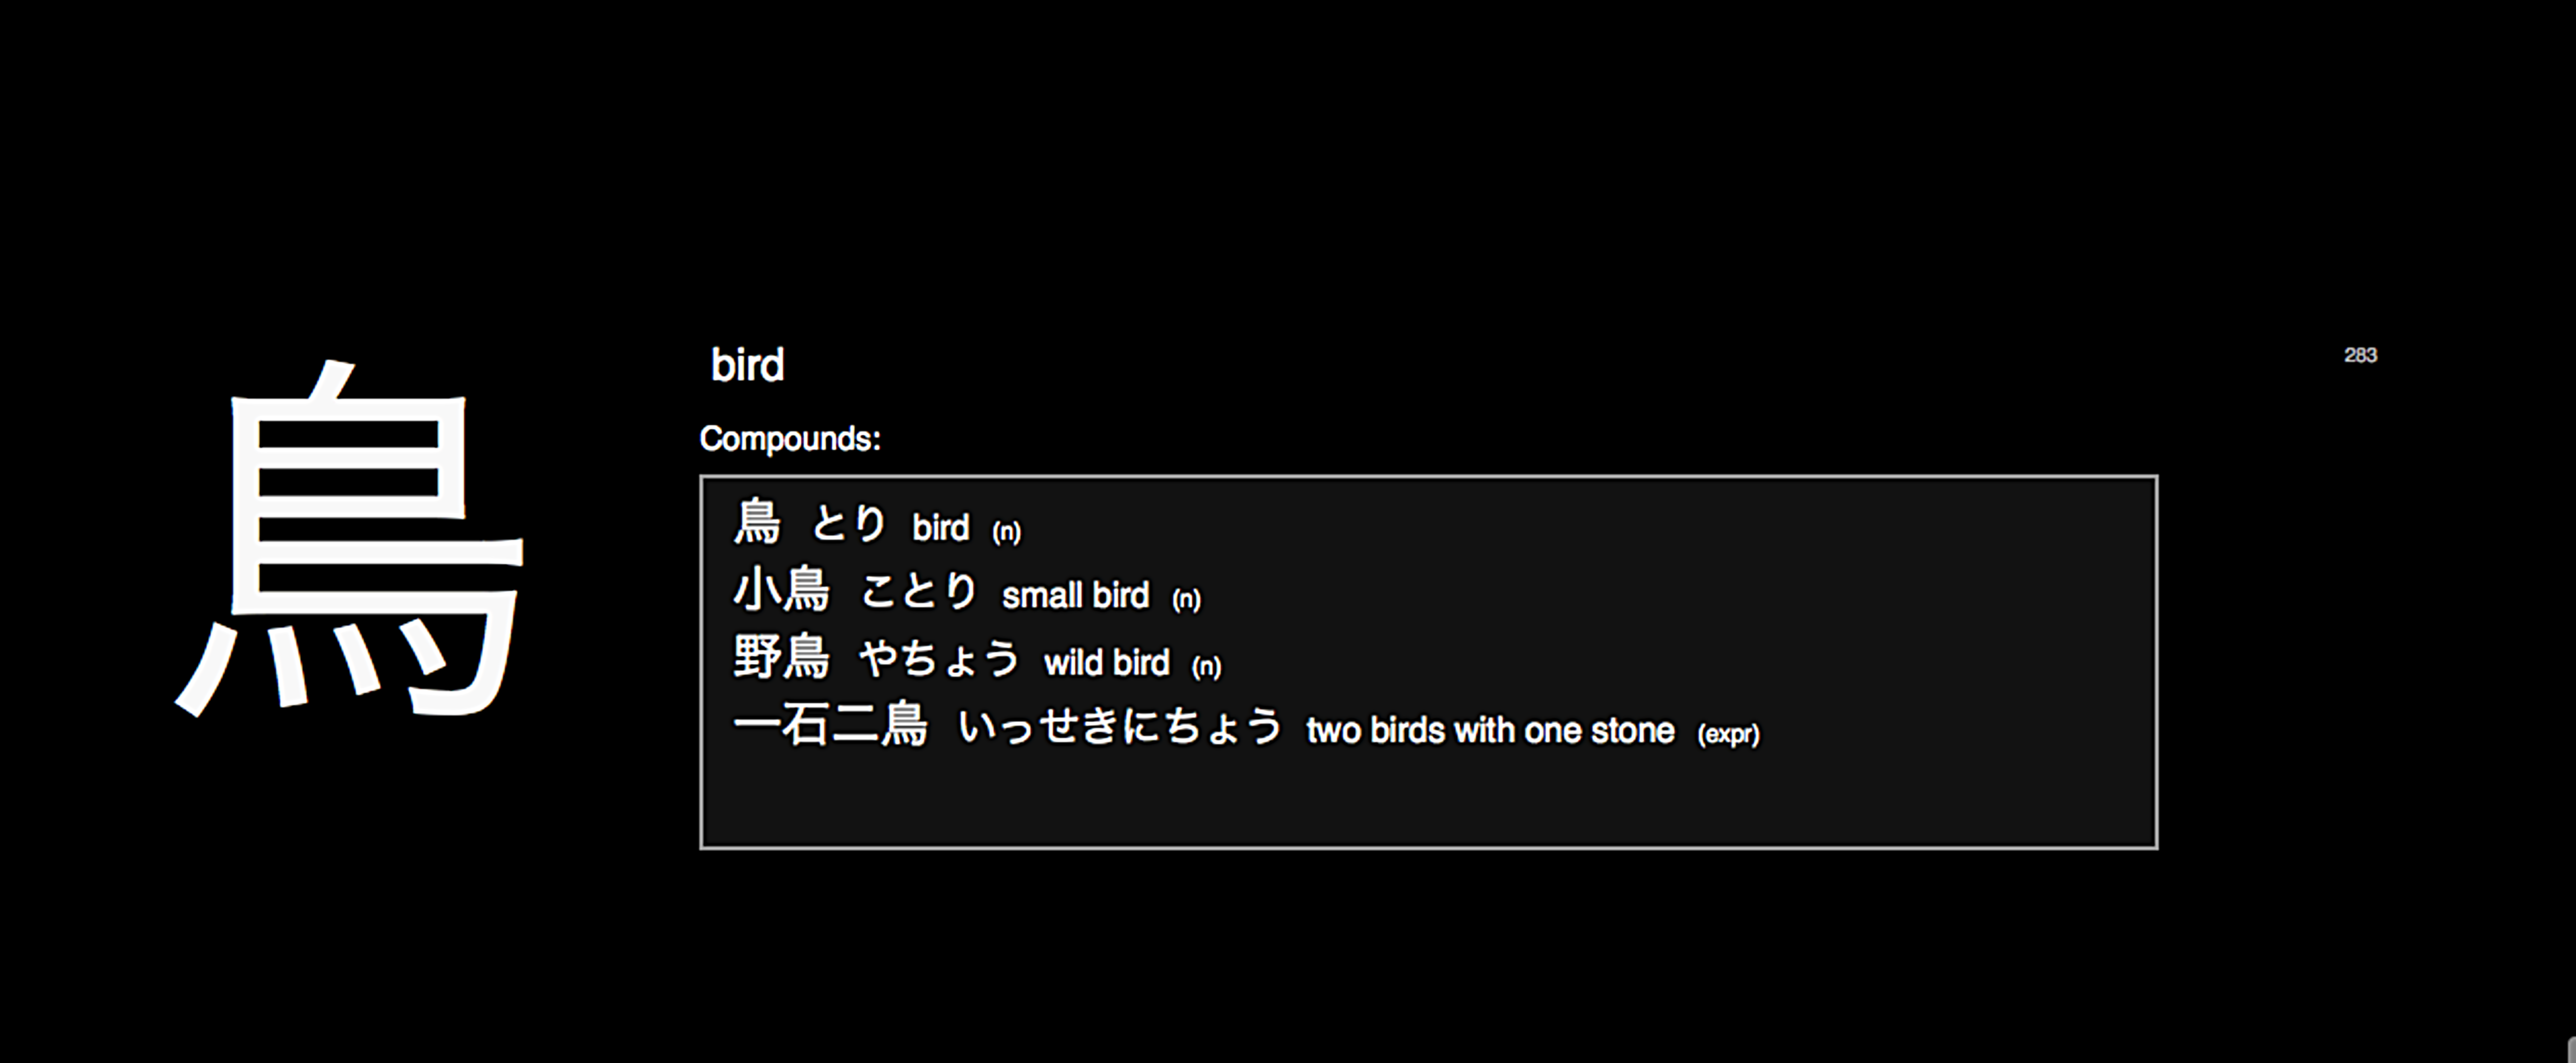 鳥
bird
283
Compounds:
鳥 とり bird (n)
小鳥 ことり small bird (n)
野鳥 やちょう wild bird (n)
一石二鳥 いっせきにちょう two birds with one stone (expr)